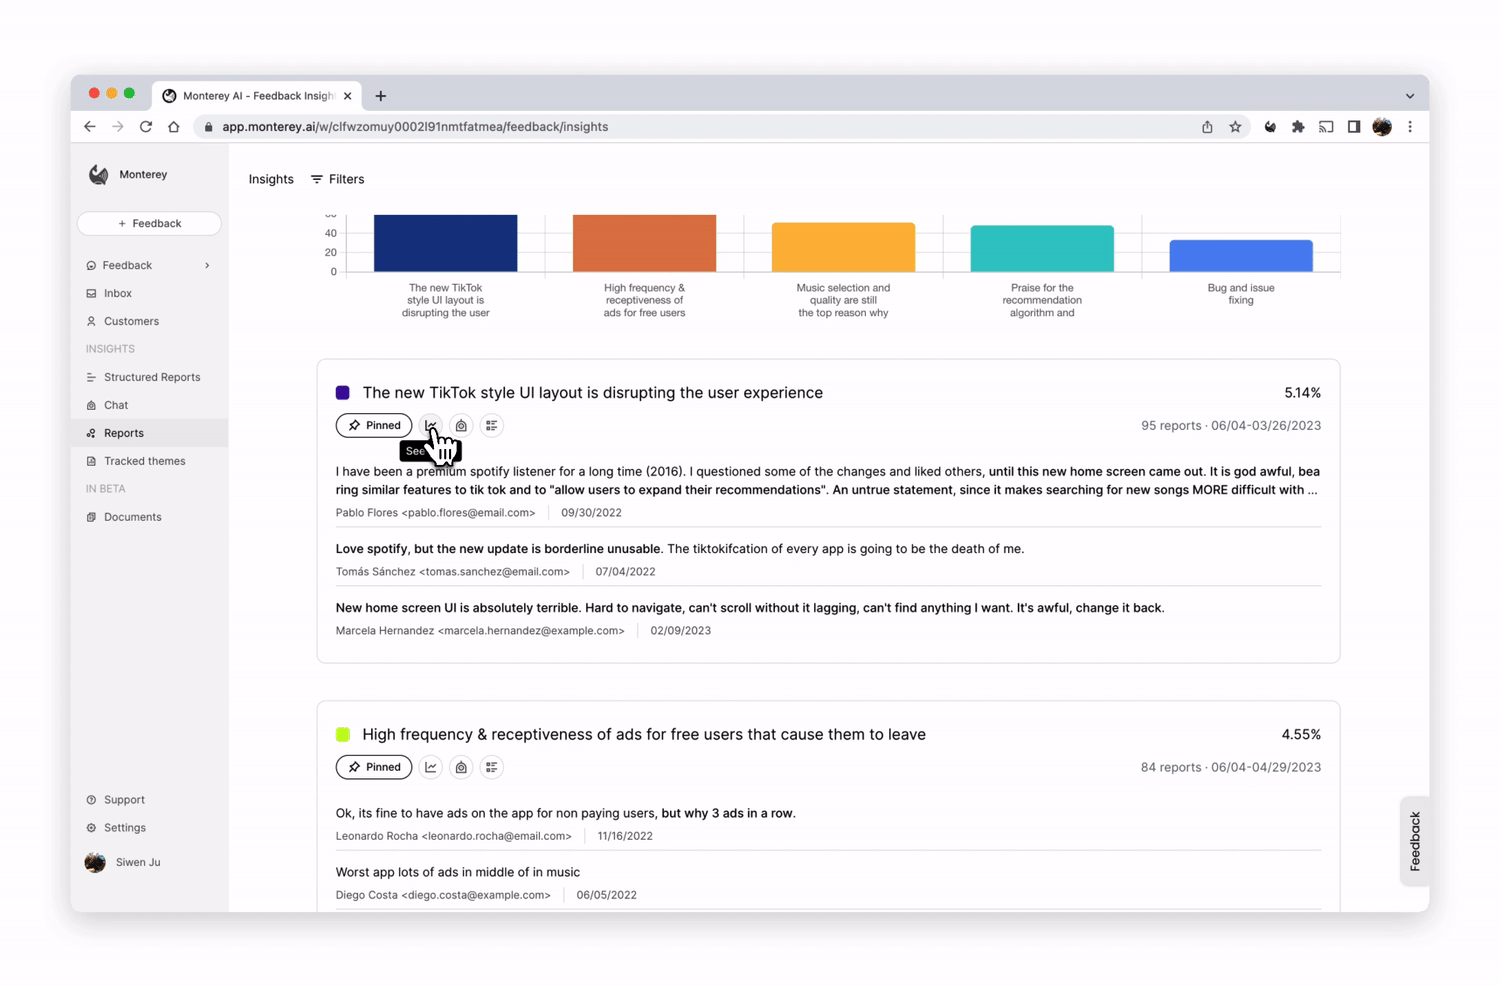 Monterey AI - Feedback Insigh
app.monterey.ai/w/clfwzomuy0002l91nmtfatmea/feedback/insights
Monterey
+ Feedback
Feedback
Inbox
Customers
INSIGHTS
Structured Reports
Chat
Reports
Tracked themes
IN BETA
Documents
Support
Settings
Siwen Ju
Insights
Filters
40
20
0
The new TikTok
style UI layout is
disrupting the user
High frequency &
receptiveness of
ads for free users
Music selection and
quality are still
the top reason why
Praise for the
recommendation
algorithm and
Bug and issue
fixing
The new TikTok style UI layout is disrupting the user experience
5.14%
Pinned
95 reports · 06/04-03/26/2023
See
I have been a premium spotify listener for a long time (2016). I questioned some of the changes and liked others, until this new home screen came out. It is god awful, bea
ring similar features to tik tok and to "allow users to expand their recommendations". An untrue statement, since it makes searching for new songs MORE difficult with ...
Pablo Flores <pablo.flores@email.com>
09/30/2022
Love spotify, but the new update is borderline unusable. The tiktokifcation of every app is going to be the death of me.
Tomás Sánchez <tomas.sanchez@email.com>
07/04/2022
New home screen UI is absolutely terrible. Hard to navigate, can't scroll without it lagging, can't find anything I want. It's awful, change it back.
Marcela Hernandez <marcela.hernandez@example.com>
02/09/2023
High frequency & receptiveness of ads for free users that cause them to leave
4.55%
Pinned
84 reports · 06/04-04/29/2023
Ok, its fine to have ads on the app for non paying users, but why 3 ads in a row.
Leonardo Rocha <leonardo.rocha@email.com>
11/16/2022
Worst app lots of ads in middle of in music
Diego Costa <diego.costa@example.com>
06/05/2022
Feedback